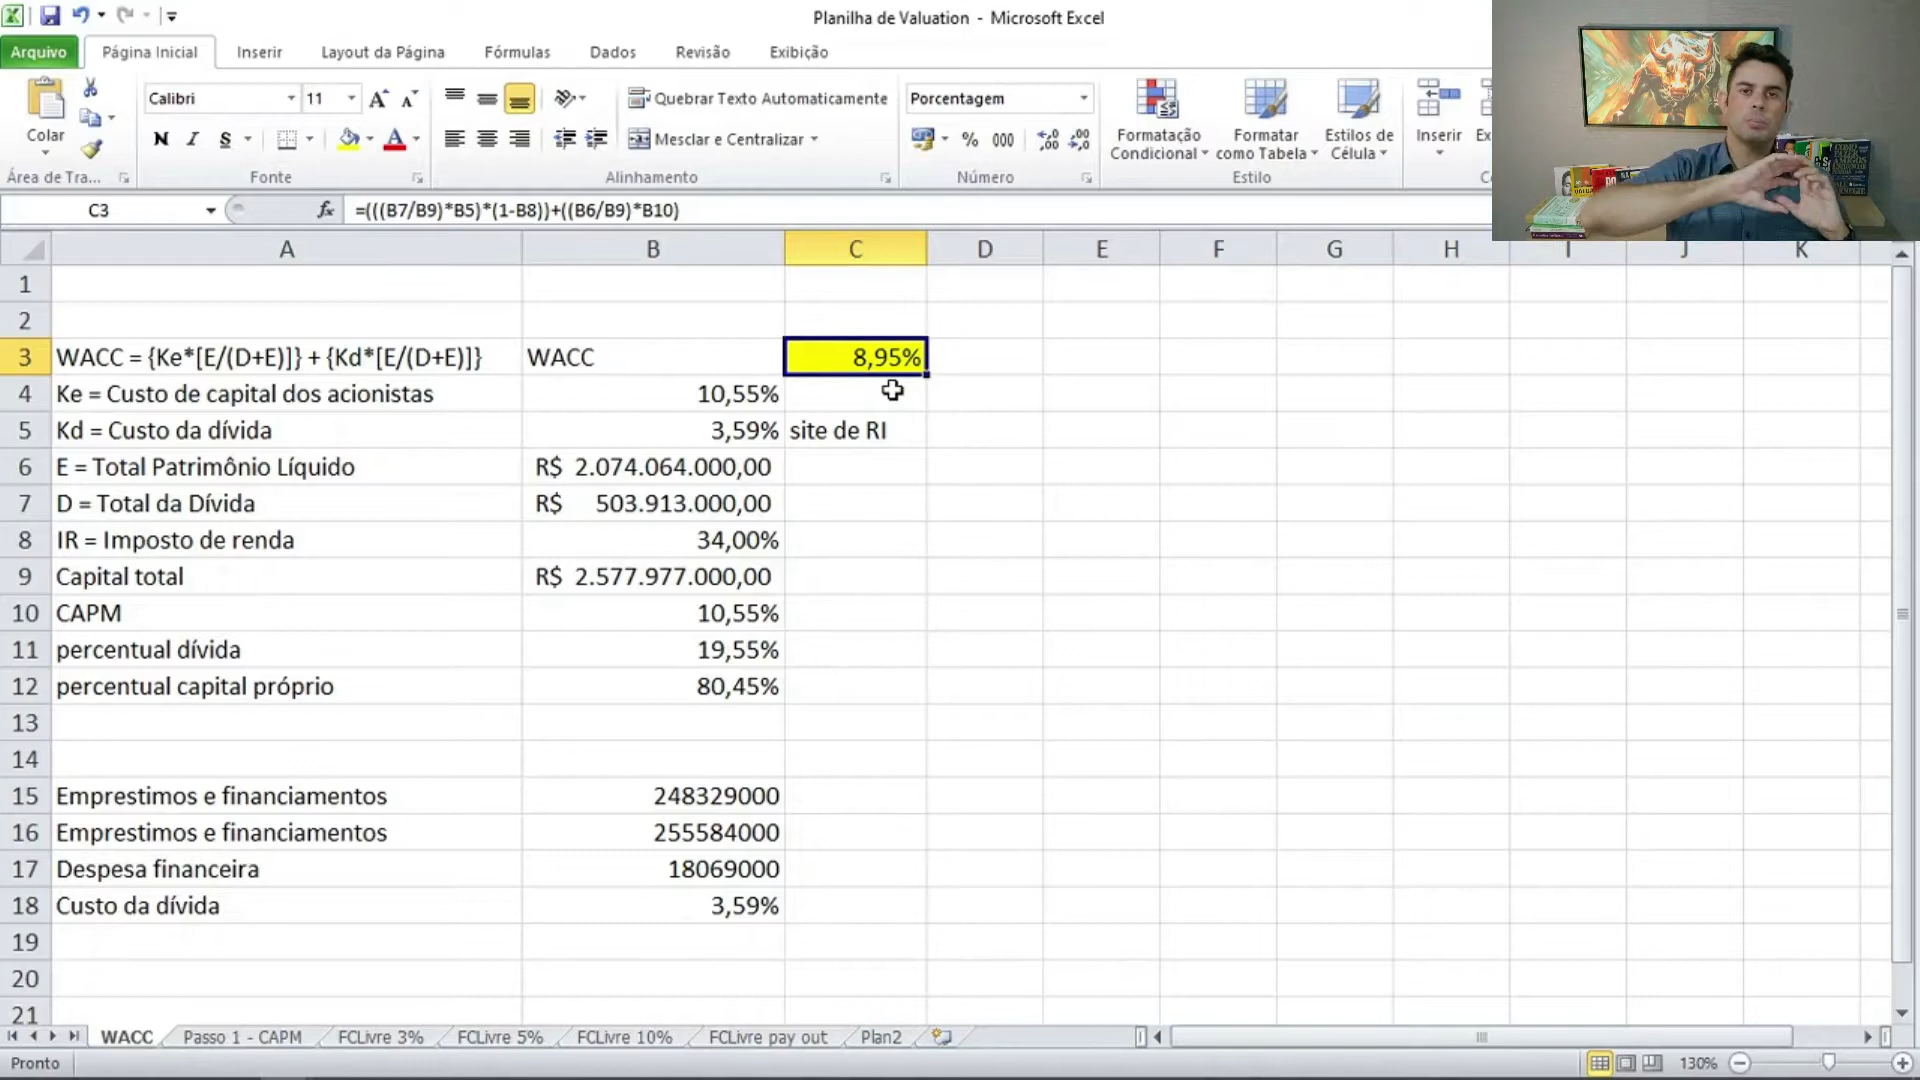 Planilha de Valuation - Microsoft Excel
Arquivo
Página Inicial
Inserir
Layout da Página
Fórmulas
Dados
Revisão
Exibição
Colar
Área de Tra...
Calibri
11
N I S
Fonte
Quebrar Texto Automaticamente
Mesclar e Centralizar
Alinhamento
Porcentagem
% 000
Número
Formatação Condicional
Formatar como Tabela
Estilos de Célula
Estilo
Inserir
COMO FAZER AMIGOS
C3
fx
=(((B7/B9)*B5)*(1-B8))+((B6/B9)*B10)
A B C D E F G H I J K
1
2
3 WACC = {Ke*[E/(D+E)]} + {Kd*[E/(D+E)]} WACC 8,95%
4 Ke = Custo de capital dos acionistas 10,55%
5 Kd = Custo da dívida 3,59% site de RI
6 E = Total Patrimônio Líquido R$ 2.074.064.000,00
7 D = Total da Dívida R$ 503.913.000,00
8 IR = Imposto de renda 34,00%
9 Capital total R$ 2.577.977.000,00
10 CAPM 10,55%
11 percentual dívida 19,55%
12 percentual capital próprio 80,45%
13
14
15 Emprestimos e financiamentos 248329000
16 Emprestimos e financiamentos 255584000
17 Despesa financeira 18069000
18 Custo da dívida 3,59%
19
20
21
WACC Passo 1 - CAPM FCLivre 3% FCLivre 5% FCLivre 10% FCLivre pay out Plan2
Pronto
130%